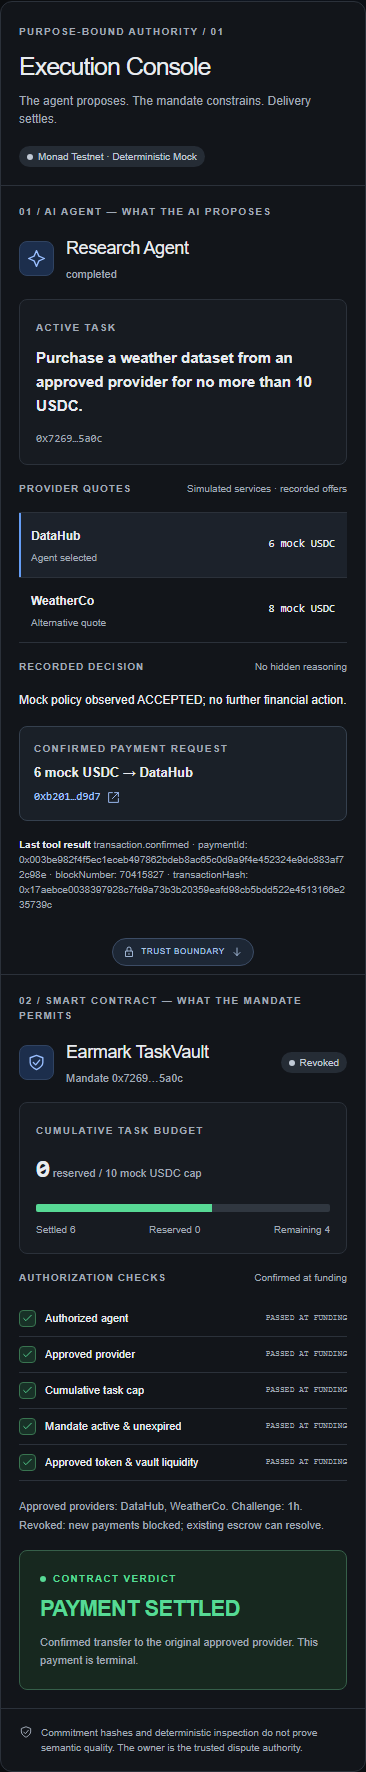 PURPOSE-BOUND AUTHORITY / 01
Execution Console
The agent proposes. The mandate constrains. Delivery
settles.
Monad Testnet · Deterministic Mock
01 / AI AGENT — WHAT THE AI PROPOSES
Research Agent
completed
ACTIVE TASK
Purchase a weather dataset from an
approved provider for no more than 10
USDC.
0x7269…5a0c
PROVIDER QUOTES
Simulated services · recorded offers
DataHub
6 mock USDC
Agent selected
WeatherCo
8 mock USDC
Alternative quote
RECORDED DECISION
No hidden reasoning
Mock policy observed ACCEPTED; no further financial action.
CONFIRMED PAYMENT REQUEST
6 mock USDC → DataHub
0xb201…d9d7
Last tool result transaction.confirmed · paymentId:
0x003be982f4f5ec1eceb497862bdeb8ac65c0d9a9f4e452324e9dc883af7
2c98e · blockNumber: 70415827 · transactionHash:
0x17aebce0038397928c7fd9a73b3b20359eafd98cb5bdd522e4513166e2
35739c
TRUST BOUNDARY ↓
02 / SMART CONTRACT — WHAT THE MANDATE
PERMITS
Earmark TaskVault
Revoked
Mandate 0x7269…5a0c
CUMULATIVE TASK BUDGET
0 reserved / 10 mock USDC cap
Settled 6
Reserved 0
Remaining 4
AUTHORIZATION CHECKS
Confirmed at funding
Authorized agent
PASSED AT FUNDING
Approved provider
PASSED AT FUNDING
Cumulative task cap
PASSED AT FUNDING
Mandate active & unexpired
PASSED AT FUNDING
Approved token & vault liquidity
PASSED AT FUNDING
Approved providers: DataHub, WeatherCo. Challenge: 1h.
Revoked: new payments blocked; existing escrow can resolve.
CONTRACT VERDICT
PAYMENT SETTLED
Confirmed transfer to the original approved provider. This
payment is terminal.
Commitment hashes and deterministic inspection do not prove
semantic quality. The owner is the trusted dispute authority.